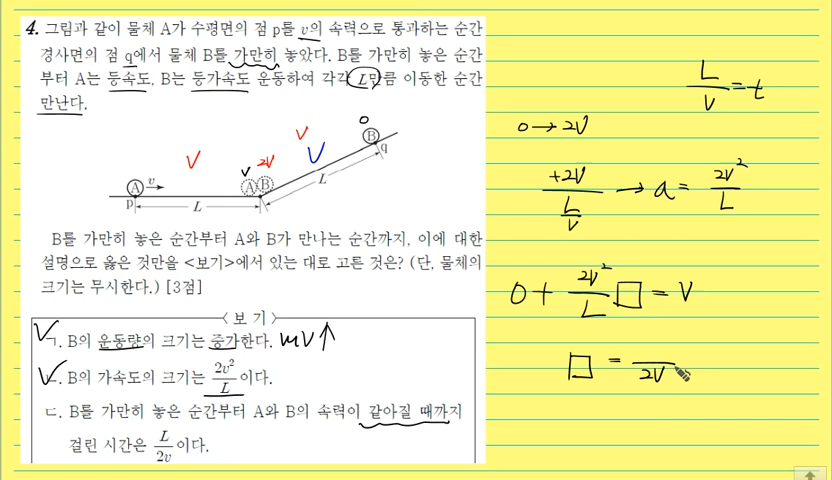 4. 그림과 같이 물체 A가 수평면의 점 p를 v의 속력으로 통과하는 순간
경사면의 점 q에서 물체 B를 가만히 놓았다. B를 가만히 놓은 순간
부터 A는 등속도, B는 등가속도 운동하여 각각 L만큼 이동한 순간
만난다.
L/v = t
0 → 2V
+2V / (L/v) → a = 2V²/L
0 + 2V²/L □ = V
□ = /2V
0
B
q
V
V
V
V
2V
A
v
A
B
L
p
L
B를 가만히 놓은 순간부터 A와 B가 만나는 순간까지, 이에 대한
설명으로 옳은 것만을 <보기>에서 있는 대로 고른 것은? (단, 물체의
크기는 무시한다.) [3점]
<보 기>
ㄱ. B의 운동량의 크기는 증가한다. mV↑
ㄴ. B의 가속도의 크기는 2v²/L이다.
ㄷ. B를 가만히 놓은 순간부터 A와 B의 속력이 같아질 때까지
걸린 시간은 L/2v이다.